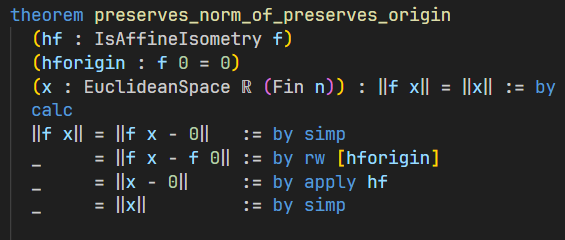 theorem preserves_norm_of_preserves_origin
(hf : IsAffineIsometry f)
(hforigin : f 0 = 0)
(x : EuclideanSpace ℝ (Fin n)) : ‖f x‖ = ‖x‖ := by
calc
‖f x‖ = ‖f x - 0‖ := by simp
_ = ‖f x - f 0‖ := by rw [hforigin]
_ = ‖x - 0‖ := by apply hf
_ = ‖x‖ := by simp